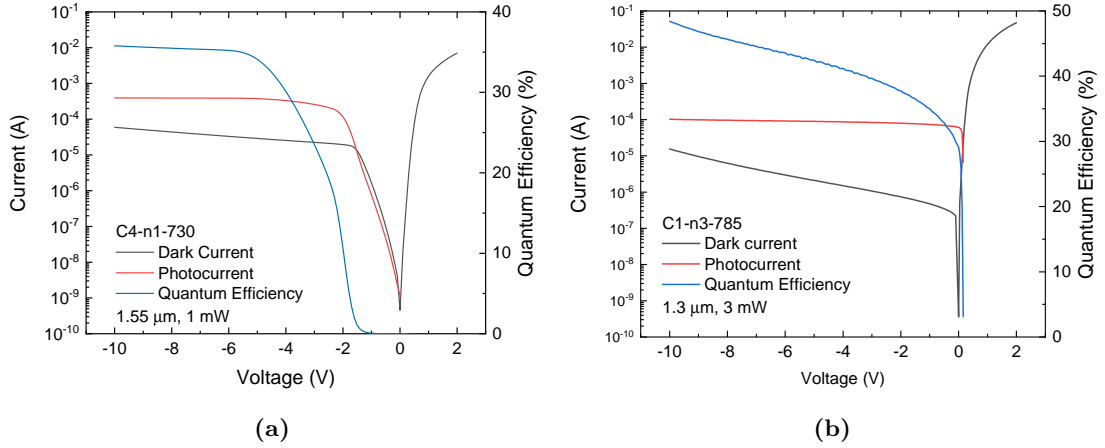 10⁻¹
10⁻²
10⁻³
10⁻⁴
10⁻⁵
10⁻⁶
10⁻⁷
10⁻⁸
10⁻⁹
10⁻¹⁰
Current (A)
C4-n1-730
Dark Current
Photocurrent
Quantum Efficiency
1.55 μm, 1 mW
-10 -8 -6 -4 -2 0 2
Voltage (V)
40
30
20
10
0
Quantum Efficiency (%)
(a)
10⁻¹
10⁻²
10⁻³
10⁻⁴
10⁻⁵
10⁻⁶
10⁻⁷
10⁻⁸
10⁻⁹
10⁻¹⁰
Current (A)
C1-n3-785
Dark current
Photocurrent
Quantum Efficiency
1.3 μm, 3 mW
-10 -8 -6 -4 -2 0 2
Voltage (V)
50
40
30
20
10
0
Quantum Efficiency (%)
(b)